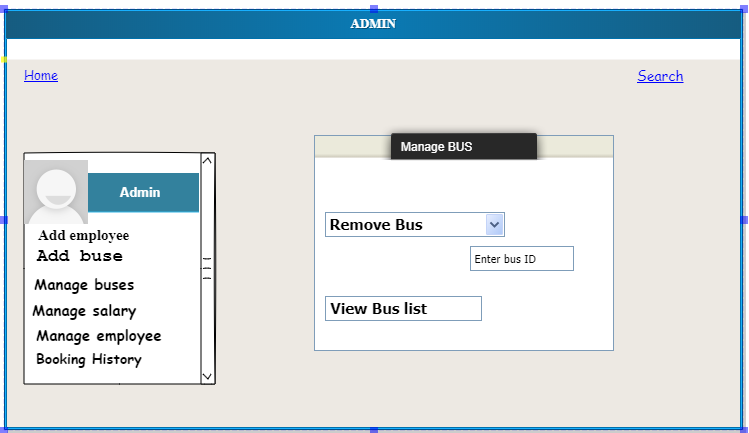 ADMIN
Home
Search
Manage BUS
Admin
Add employee
Add buse
Manage buses
Manage salary
Manage employee
Booking History
Remove Bus
Enter bus ID
View Bus list